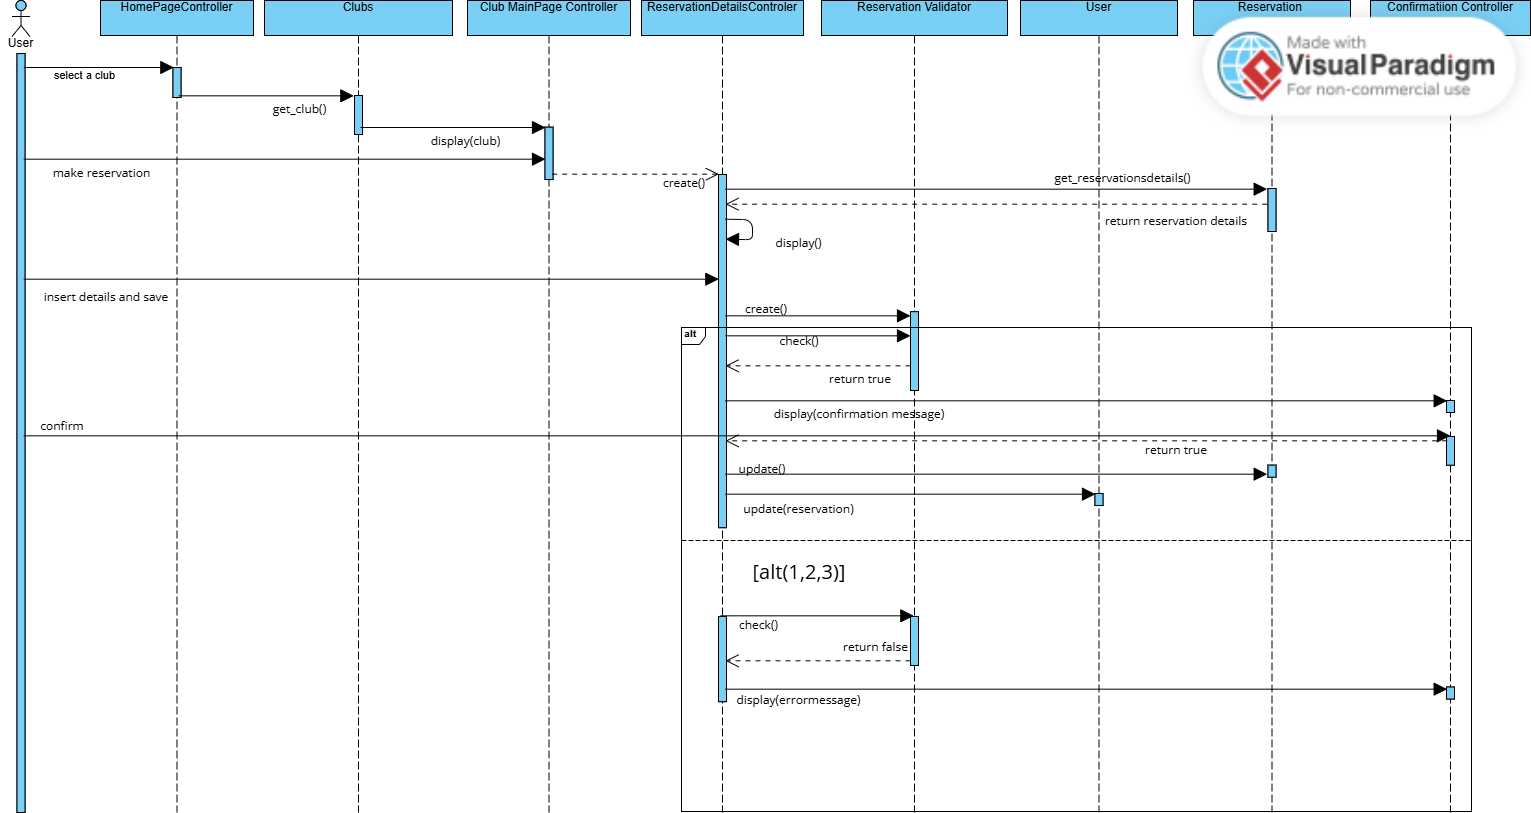 HomePageController
Clubs
Club MainPage Controller
ReservationDetailsControler
Reservation Validator
User
Reservation
Confirmatiion Controller
User
Made with
Visual Paradigm
For non-commercial use
select a club
get_club()
display(club)
make reservation
create()
get_reservationsdetails()
return reservation details
display()
insert details and save
create()
alt
check()
return true
display(confirmation message)
confirm
return true
update()
update(reservation)
[alt(1,2,3)]
check()
return false
display(errormessage)